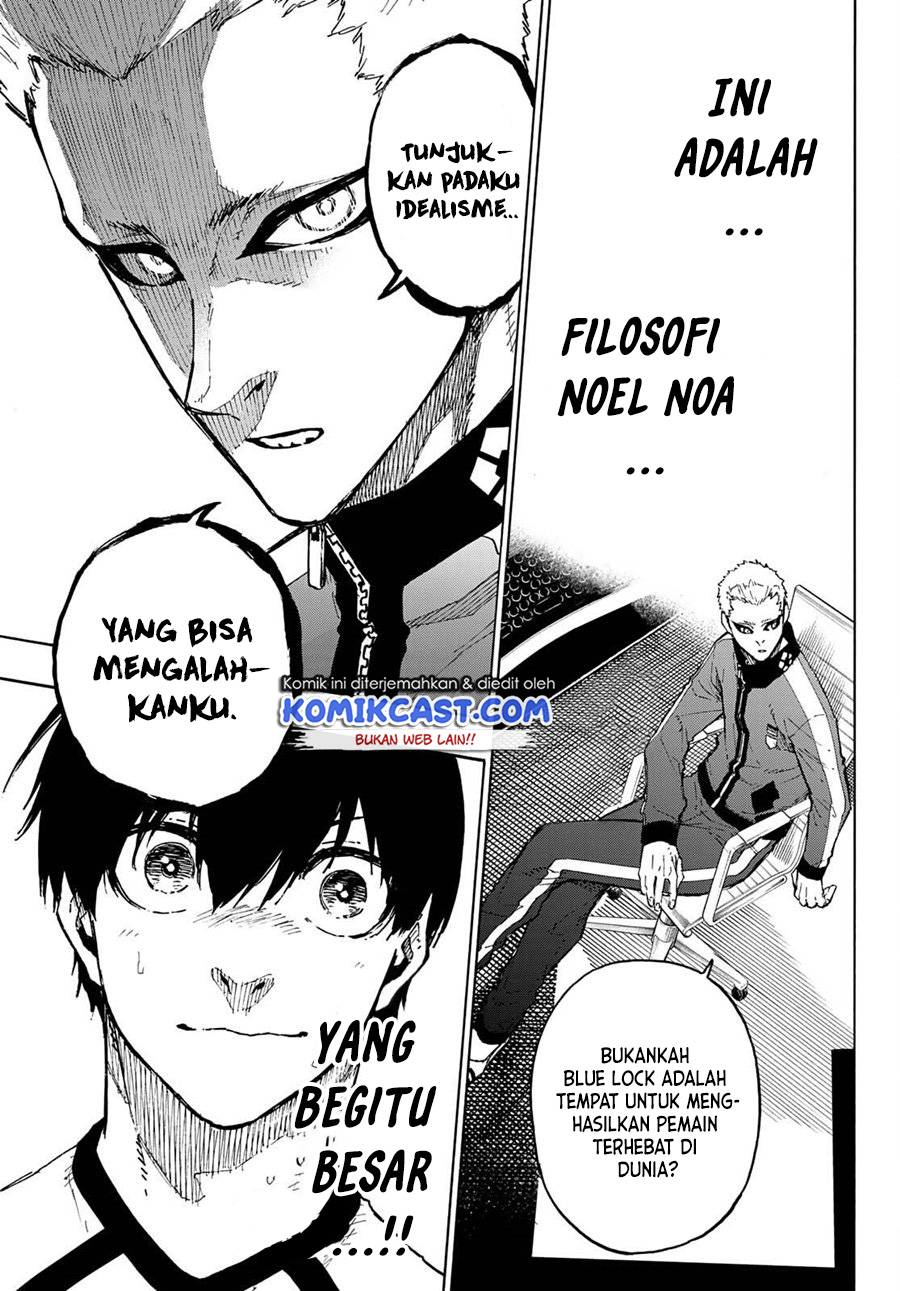 INI
ADALAH
...
FILOSOFI
NOEL NOA
...
BUKANKAH
BLUE LOCK ADALAH
TEMPAT UNTUK MENG-
HASILKAN PEMAIN
TERHEBAT DI
DUNIA?
TUNJUK-
KAN PADAKU
IDEALISME...
YANG BISA
MENGALAH-
KANKU.
Komik ini diterjemahkan & diedit oleh
KOMIKCAST.COM
BUKAN WEB LAIN!!
YANG
BEGITU
BESAR
.....!!